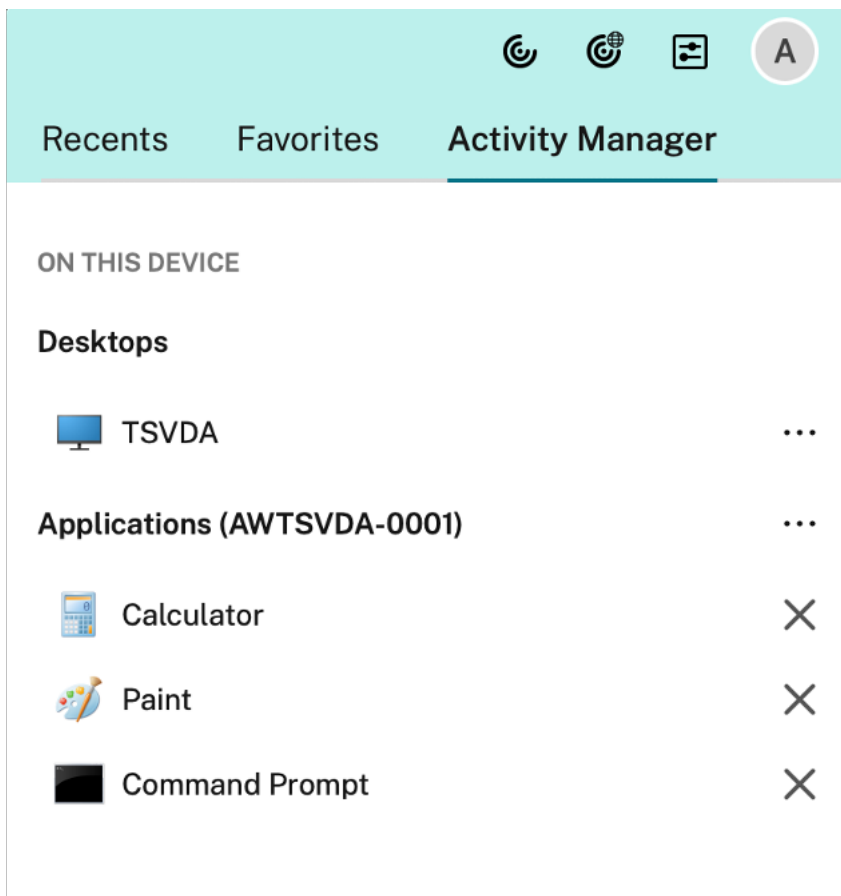 A
Recents Favorites Activity Manager
ON THIS DEVICE
Desktops
TSVDA ...
Applications (AWTSVDA-0001) ...
Calculator
Paint
Command Prompt